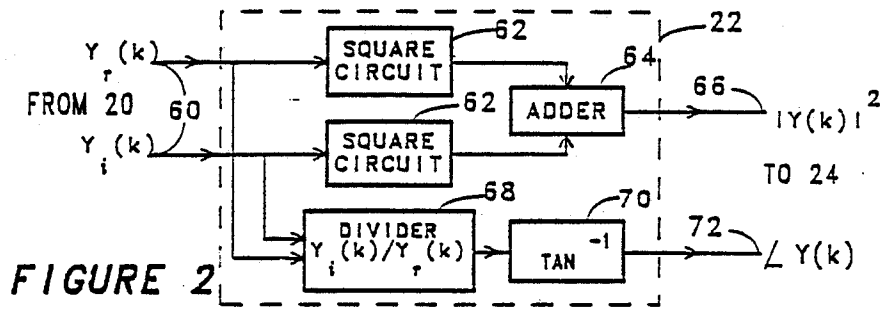 22
62
Y_r(k)
SQUARE
CIRCUIT
64
FROM 20
60
62
ADDER
66
|Y(k)|²
Y_i(k)
SQUARE
CIRCUIT
TO 24
68
70
DIVIDER
Y_i(k)/Y_r(k)
TAN⁻¹
72
∠Y(k)
FIGURE 2